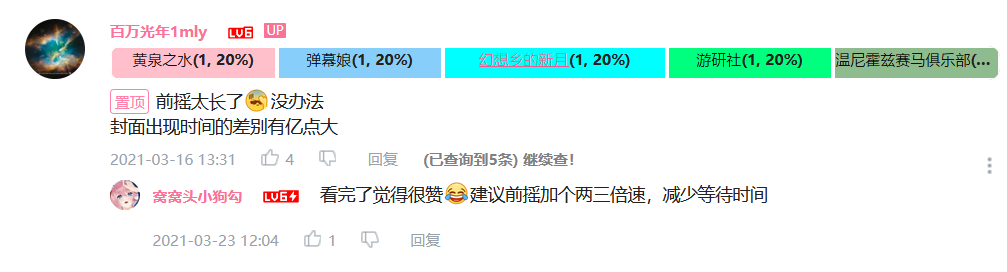 百万光年1mly LV6 UP
黄泉之水(1, 20%) 弹幕娘(1, 20%) 幻想乡的新月(1, 20%) 游研社(1, 20%) 温尼霍兹赛马俱乐部(...
置顶 前摇太长了 没办法
封面出现时间的差别有亿点大
2021-03-16 13:31 4 回复 (已查询到5条) 继续查！
窝窝头小狗勾 LV6 看完了觉得很赞😂建议前摇加个两三倍速，减少等待时间
2021-03-23 12:04 1 回复